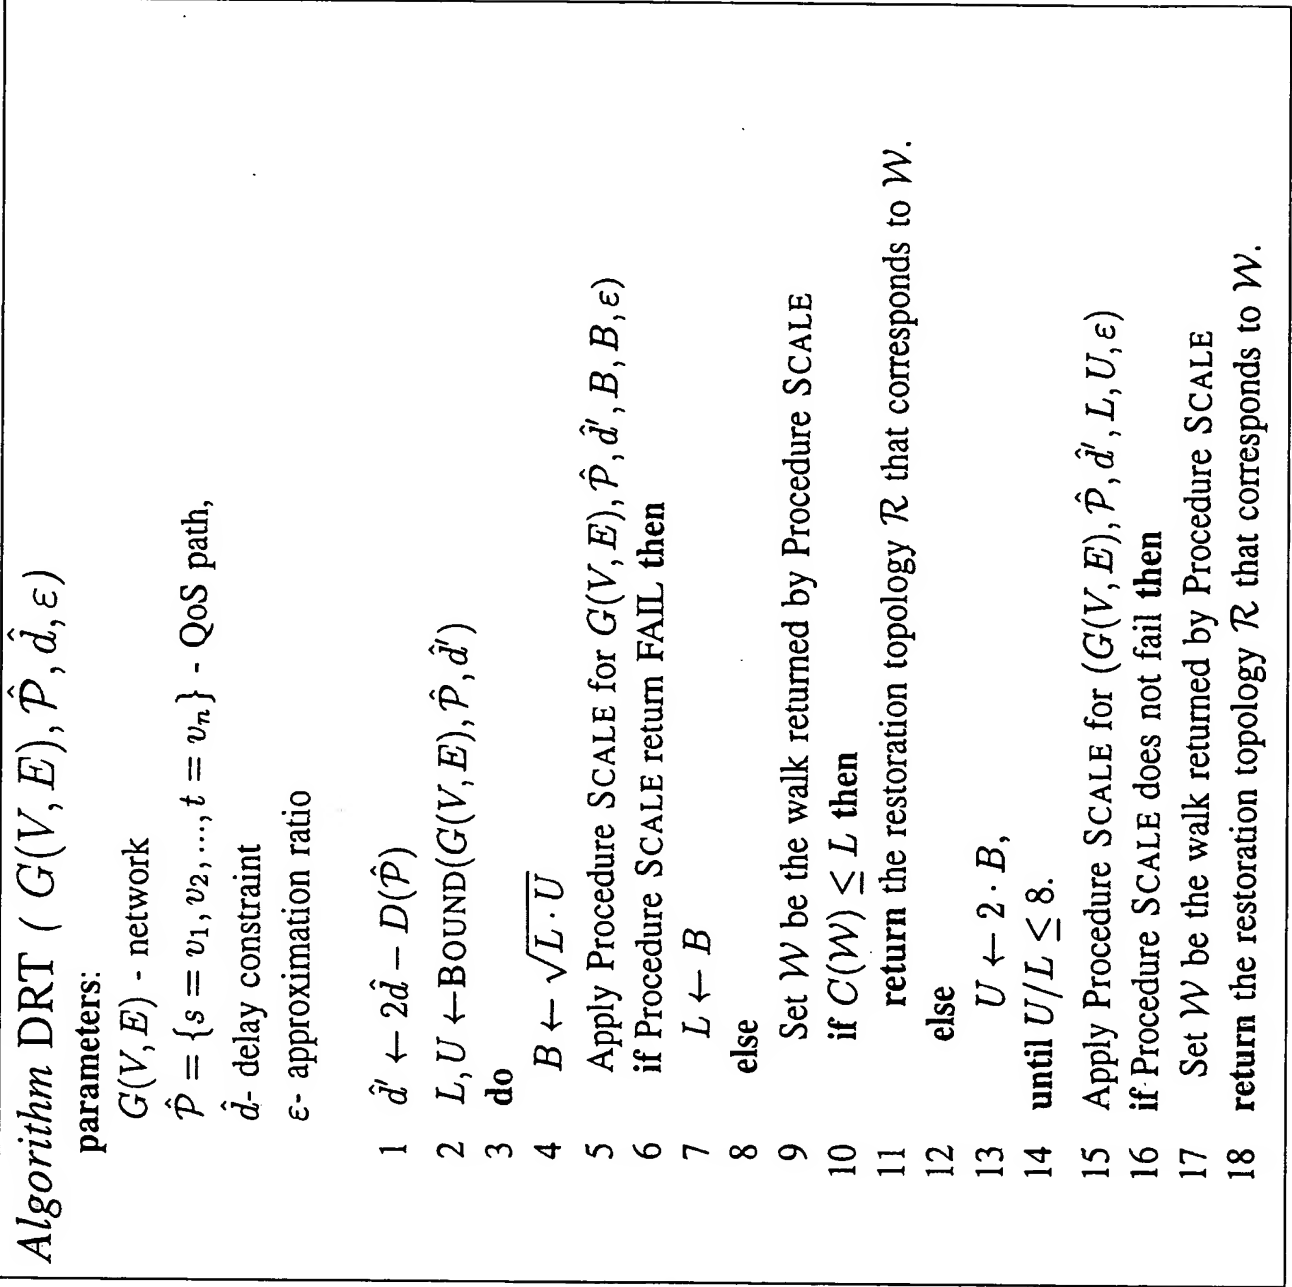 Algorithm DRT ( G(V, E), P̂, d̂, ε)
parameters:
G(V, E) - network
P̂ = {s = v₁, v₂, ..., t = vₙ} - QoS path,
d̂- delay constraint
ε- approximation ratio
1 d̂′ ← 2d̂ − D(P̂)
2 L, U ←BOUND(G(V, E), P̂, d̂′)
3 do
4 B ← √(L · U)
5 Apply Procedure SCALE for G(V, E), P̂, d̂′, B, B, ε)
6 if Procedure SCALE return FAIL then
7 L ← B
8 else
9 Set W be the walk returned by Procedure SCALE
10 if C(W) ≤ L then
11 return the restoration topology R that corresponds to W.
12 else
13 U ← 2 · B,
14 until U/L ≤ 8.
15 Apply Procedure SCALE for (G(V, E), P̂, d̂′, L, U, ε)
16 if Procedure SCALE does not fail then
17 Set W be the walk returned by Procedure SCALE
18 return the restoration topology R that corresponds to W.